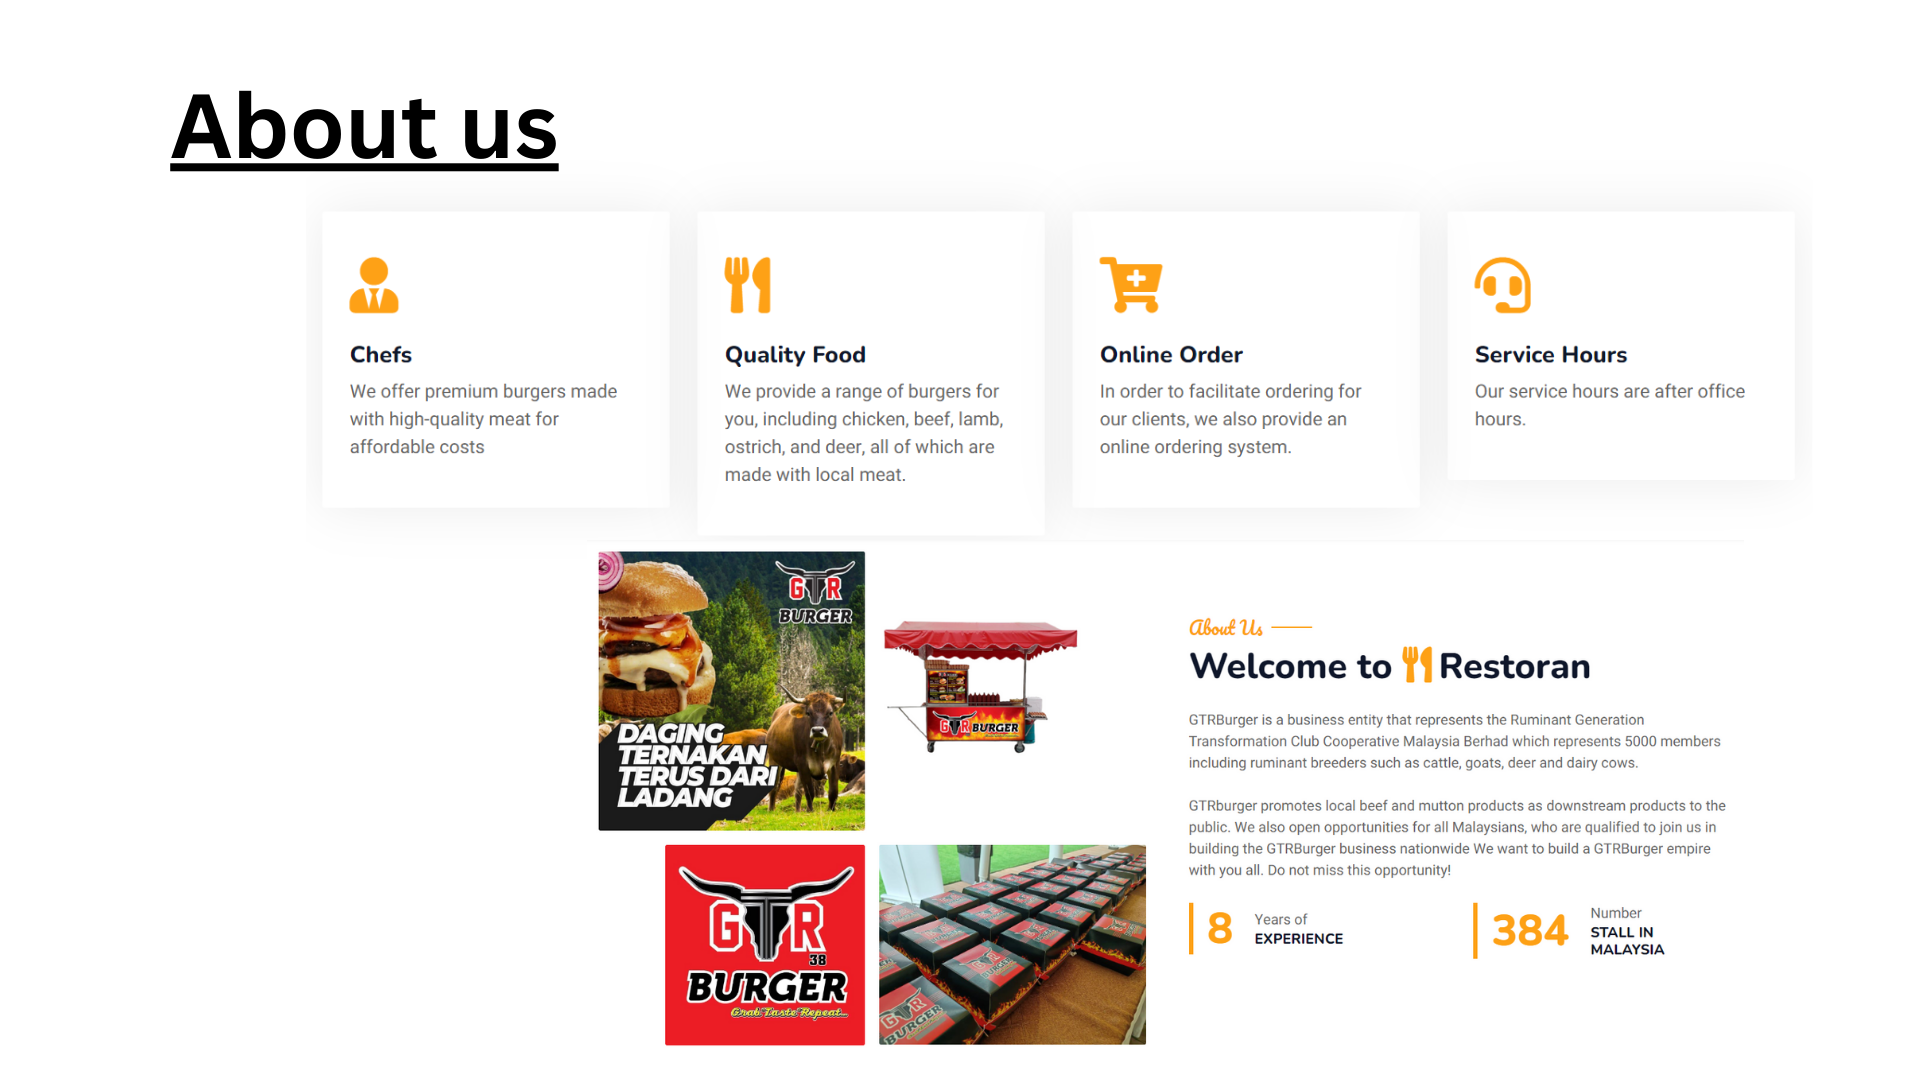 About us
Chefs
We offer premium burgers made
with high-quality meat for
affordable costs
Quality Food
We provide a range of burgers for
you, including chicken, beef, lamb,
ostrich, and deer, all of which are
made with local meat.
Online Order
In order to facilitate ordering for
our clients, we also provide an
online ordering system.
Service Hours
Our service hours are after office
hours.
GTR
BURGER
DAGING
TERNAKAN
TERUS DARI
LADANG
GTR BURGER
About Us
Welcome to Restoran
GTRBurger is a business entity that represents the Ruminant Generation
Transformation Club Cooperative Malaysia Berhad which represents 5000 members
including ruminant breeders such as cattle, goats, deer and dairy cows.
GTRburger promotes local beef and mutton products as downstream products to the
public. We also open opportunities for all Malaysians, who are qualified to join us in
building the GTRBurger business nationwide We want to build a GTRBurger empire
with you all. Do not miss this opportunity!
8
Years of
EXPERIENCE
384
Number
STALL IN
MALAYSIA
GTR
38
BURGER
Grab Taste Repeat...
GTR
BURGER